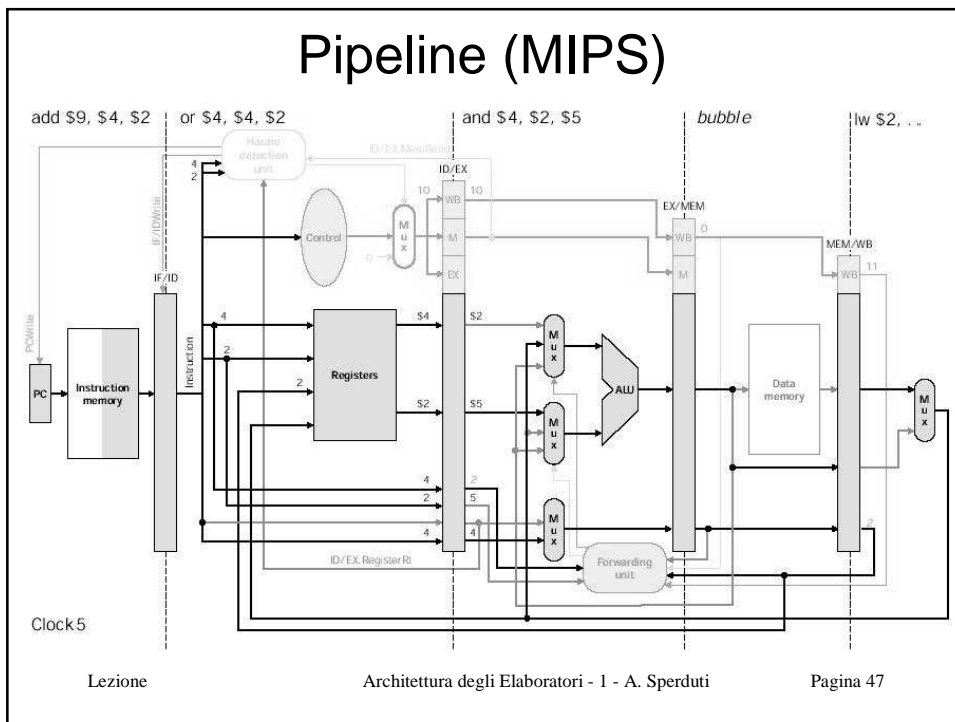 Pipeline (MIPS)
add $9, $4, $2
or $4, $4, $2
and $4, $2, $5
bubble
lw $2, . . .
Hazard
detection
unit
ID/EX.MemRead
4
2
ID/EX
10
WB
10
EX/MEM
IF/IDWrite
Control
M
u
x
0
M
WB
0
MEM/WB
EX
M
WB
11
IF/ID
PCWrite
4
$4
$2
M
u
x
Instruction
2
2
PC
Instruction
memory
Registers
ALU
Data
memory
M
u
x
$2
$5
M
u
x
4
2
2
5
4
4
M
u
x
2
ID/EX.RegisterRt
Forwarding
unit
Clock 5
Lezione
Architettura degli Elaboratori - 1 - A. Sperduti
Pagina 47